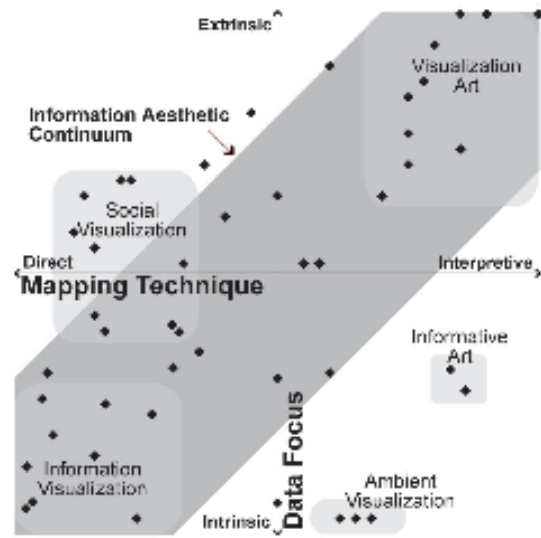 Extrinsic
Visualization
Art
Information Aesthetic
Continuum
Social
Visualization
Direct
Interpretive
Mapping Technique
Informative
Art
Data Focus
Information
Visualization
Ambient
Visualization
Intrinsic